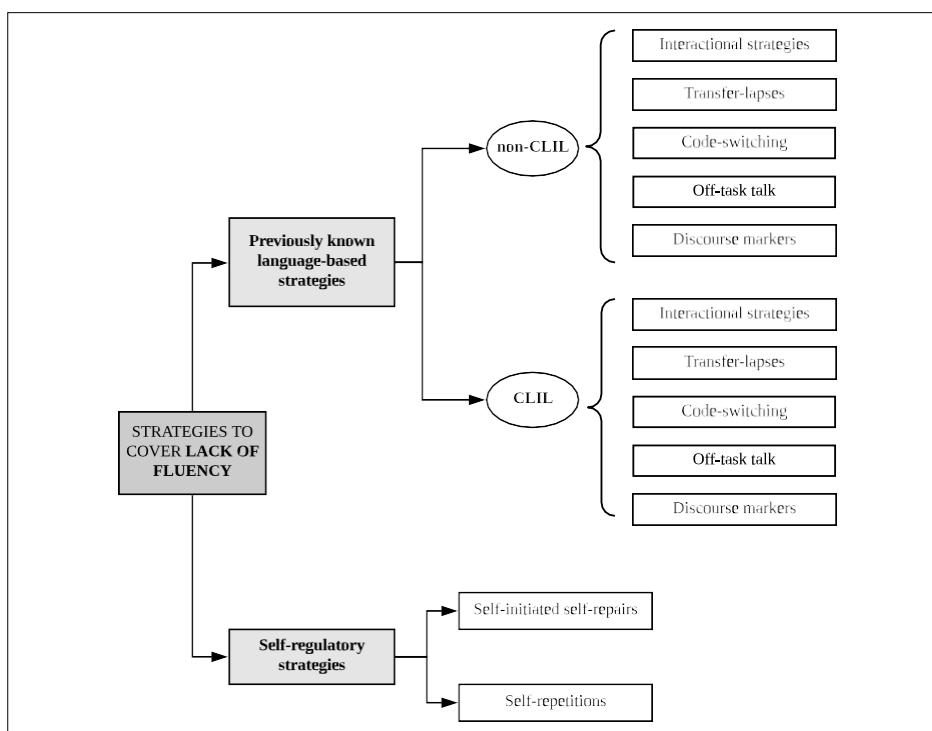 Interactional strategies
Transfer-lapses
non-CLIL
Code-switching
Off-task talk
Discourse markers
Previously known
language-based
strategies
Interactional strategies
Transfer-lapses
CLIL
Code-switching
Off-task talk
Discourse markers
STRATEGIES TO
COVER LACK OF
FLUENCY
Self-initiated self-repairs
Self-regulatory
strategies
Self-repetitions